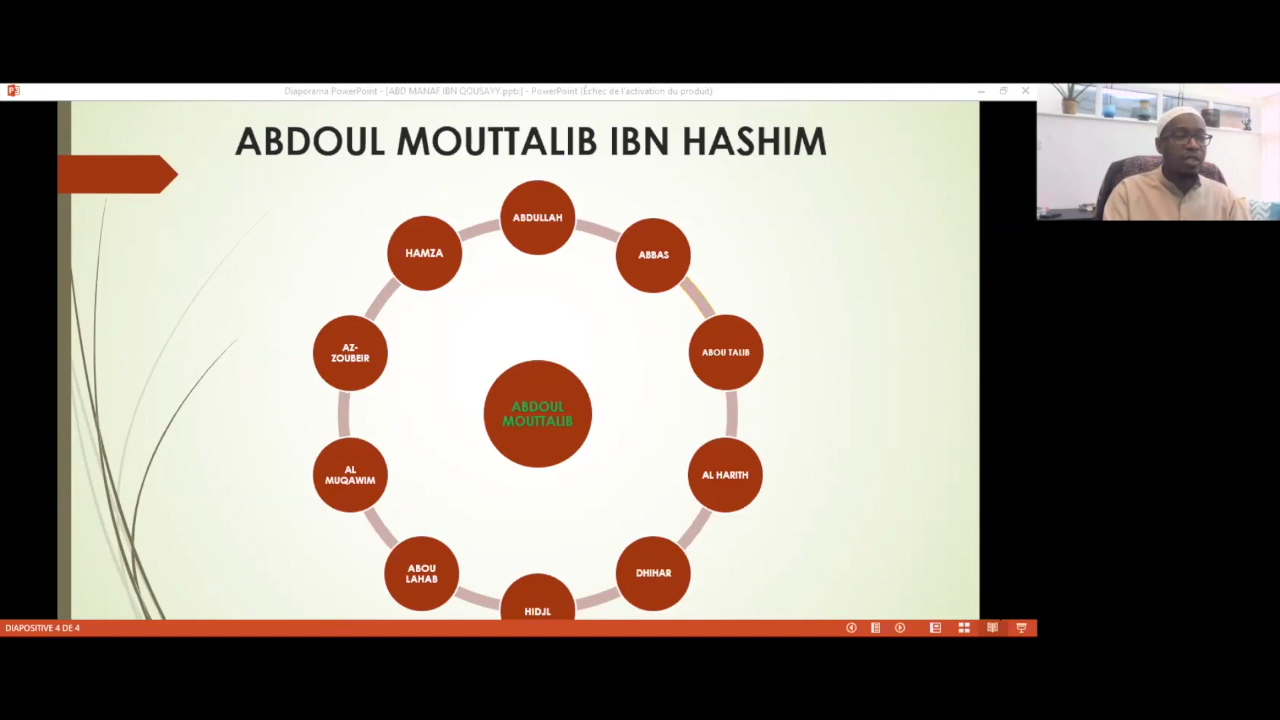 Diaporama PowerPoint - [ABD MANAF IBN QOUSAYY.pptx] - PowerPoint (Échec de l'activation du produit)
ABDOUL MOUTTALIB IBN HASHIM
ABDULLAH
HAMZA
ABBAS
AZ-
ZOUBEIR
ABOU TALIB
ABDOUL
MOUTTALIB
AL
MUQAWIM
AL HARITH
ABOU
LAHAB
DHIHAR
HIDJL
DIAPOSITIVE 4 DE 4